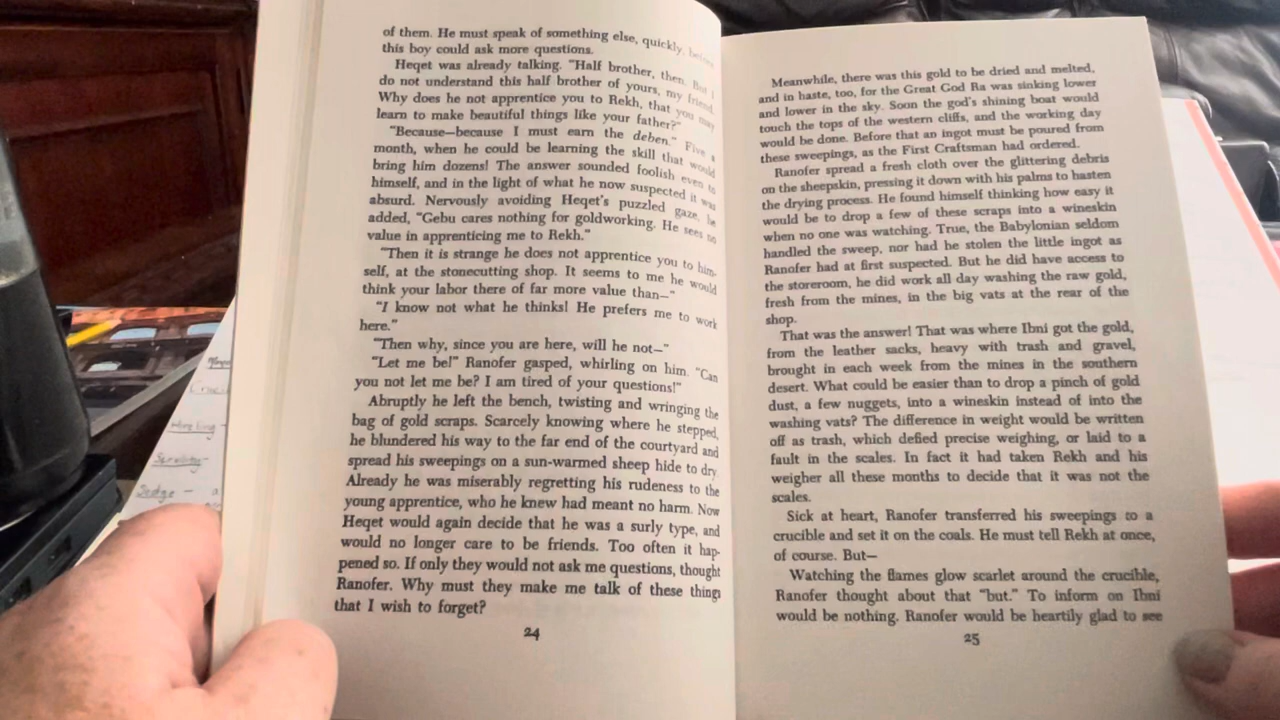 of them. He must speak of something else, quickly, before
this boy could ask more questions.
Heqet was already talking. "Half brother, then. But I
do not understand this half brother of yours, my friend.
Why does he not apprentice you to Rekh, that you may
learn to make beautiful things like your father?"
"Because—because I must earn the deben." Five a
month, when he could be learning the skill that would
bring him dozens! The answer sounded foolish even to
himself, and in the light of what he now suspected it was
absurd. Nervously avoiding Heqet's puzzled gaze, he
added, "Gebu cares nothing for goldworking. He sees no
value in apprenticing me to Rekh."
"Then it is strange he does not apprentice you to him-
self, at the stonecutting shop. It seems to me he would
think your labor there of far more value than—"
"I know not what he thinks! He prefers me to work
here."
"Then why, since you are here, will he not—"
"Let me be!" Ranofer gasped, whirling on him. "Can
you not let me be? I am tired of your questions!"
Abruptly he left the bench, twisting and wringing the
bag of gold scraps. Scarcely knowing where he stepped,
he blundered his way to the far end of the courtyard and
spread his sweepings on a sun-warmed sheep hide to dry.
Already he was miserably regretting his rudeness to the
young apprentice, who he knew had meant no harm. Now
Heqet would again decide that he was a surly type, and
would no longer care to be friends. Too often it hap-
pened so. If only they would not ask me questions, thought
Ranofer. Why must they make me talk of these things
that I wish to forget?
24
Meanwhile, there was this gold to be dried and melted,
and in haste, too, for the Great God Ra was sinking lower
and lower in the sky. Soon the god's shining boat would
touch the tops of the western cliffs, and the working day
would be done. Before that an ingot must be poured from
these sweepings, as the First Craftsman had ordered.
Ranofer spread a fresh cloth over the glittering debris
on the sheepskin, pressing it down with his palms to hasten
the drying process. He found himself thinking how easy it
would be to drop a few of these scraps into a wineskin
when no one was watching. True, the Babylonian seldom
handled the sweep, nor had he stolen the little ingot as
Ranofer had at first suspected. But he did have access to
the storeroom, he did work all day washing the raw gold,
fresh from the mines, in the big vats at the rear of the
shop.
That was the answer! That was where Ibni got the gold,
from the leather sacks, heavy with trash and gravel,
brought in each week from the mines in the southern
desert. What could be easier than to drop a pinch of gold
dust, a few nuggets, into a wineskin instead of into the
washing vats? The difference in weight would be written
off as trash, which defied precise weighing, or laid to a
fault in the scales. In fact it had taken Rekh and his
weigher all these months to decide that it was not the
scales.
Sick at heart, Ranofer transferred his sweepings to a
crucible and set it on the coals. He must tell Rekh at once,
of course. But—
Watching the flames glow scarlet around the crucible,
Ranofer thought about that "but." To inform on Ibni
would be nothing. Ranofer would be heartily glad to see
25
Sedge – a